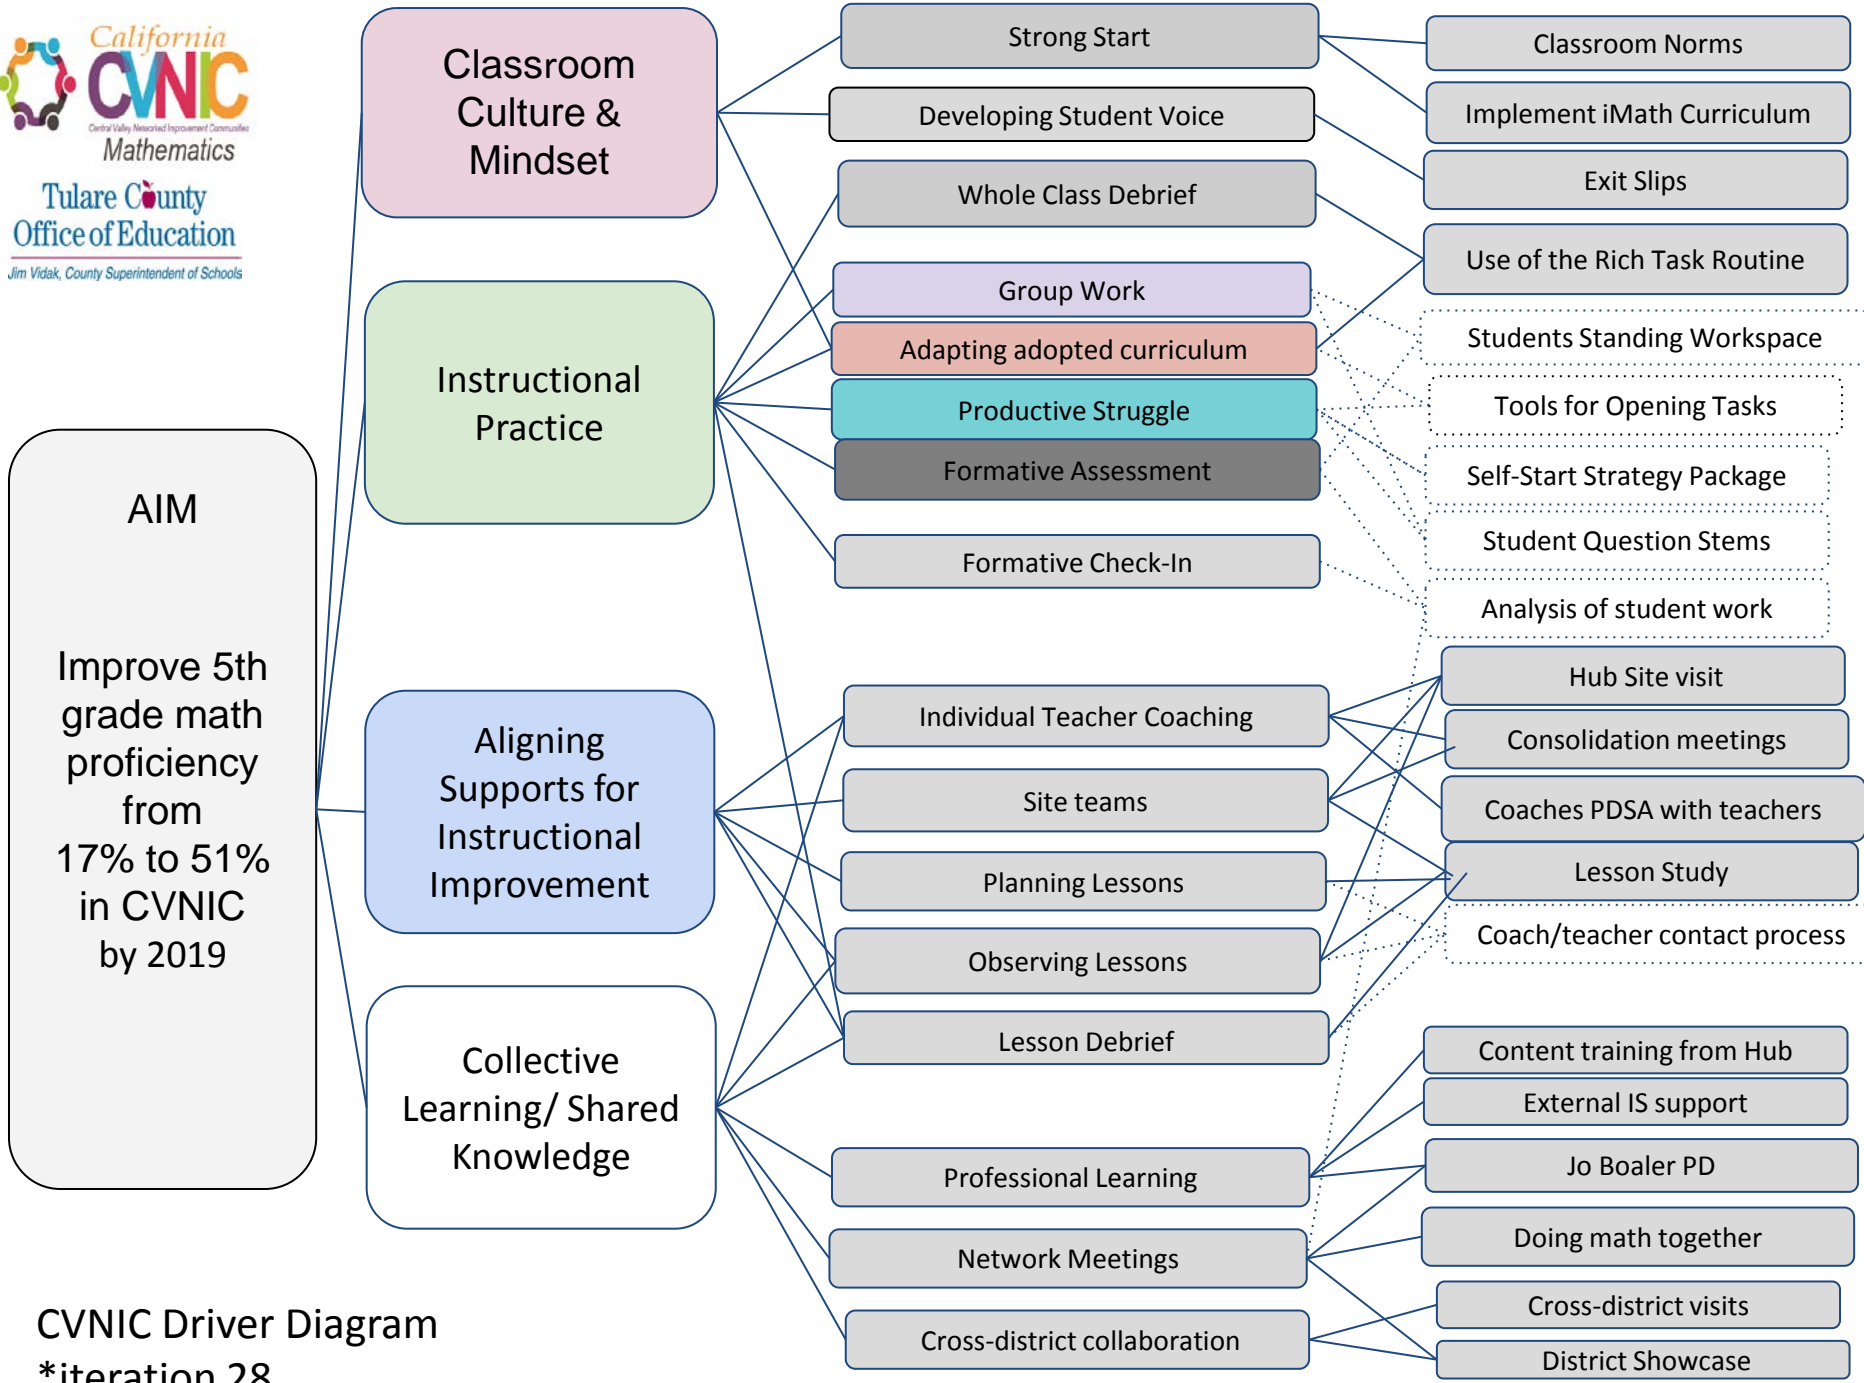 California
CVNIC
Central Valley Networked Improvement Communities
Mathematics
Tulare County
Office of Education
Jim Vidak, County Superintendent of Schools
AIM
Improve 5th
grade math
proficiency
from
17% to 51%
in CVNIC
by 2019
Classroom
Culture &
Mindset
Instructional
Practice
Aligning
Supports for
Instructional
Improvement
Collective
Learning/ Shared
Knowledge
Strong Start
Developing Student Voice
Whole Class Debrief
Group Work
Adapting adopted curriculum
Productive Struggle
Formative Assessment
Formative Check-In
Individual Teacher Coaching
Site teams
Planning Lessons
Observing Lessons
Lesson Debrief
Professional Learning
Network Meetings
Cross-district collaboration
Classroom Norms
Implement iMath Curriculum
Exit Slips
Use of the Rich Task Routine
Students Standing Workspace
Tools for Opening Tasks
Self-Start Strategy Package
Student Question Stems
Analysis of student work
Hub Site visit
Consolidation meetings
Coaches PDSA with teachers
Lesson Study
Coach/teacher contact process
Content training from Hub
External IS support
Jo Boaler PD
Doing math together
Cross-district visits
District Showcase
CVNIC Driver Diagram
*iteration 28